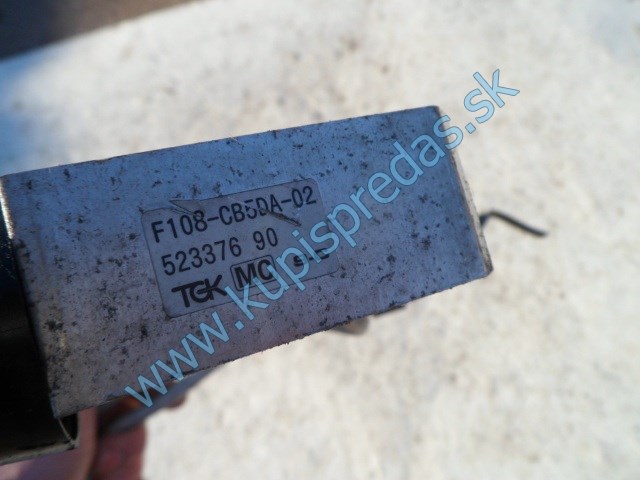 F108-CB5DA-02
523376 90
TGK MC
www.kupispredas.sk